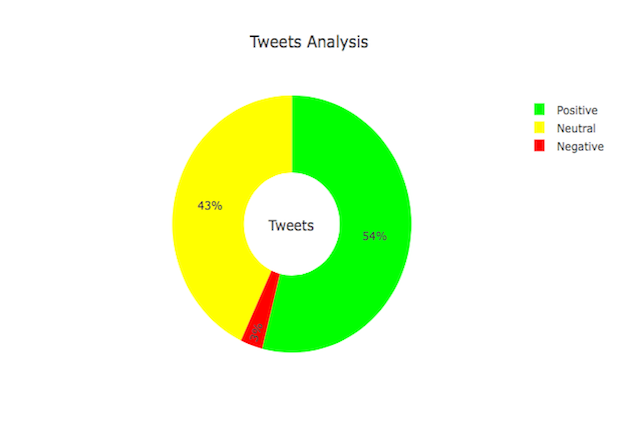 Tweets Analysis
Positive
Neutral
Negative
43%
Tweets
54%